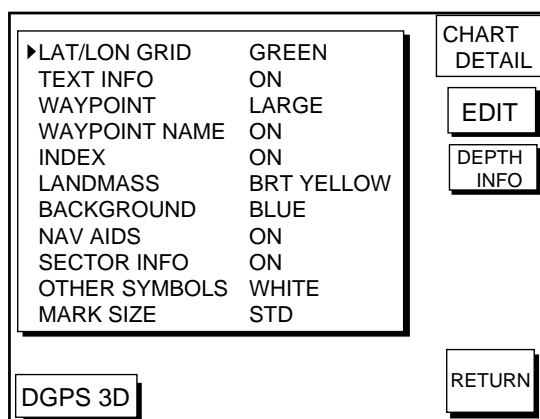 ▶LAT/LON GRID GREEN
TEXT INFO ON
WAYPOINT LARGE
WAYPOINT NAME ON
INDEX ON
LANDMASS BRT YELLOW
BACKGROUND BLUE
NAV AIDS ON
SECTOR INFO ON
OTHER SYMBOLS WHITE
MARK SIZE STD
CHART
DETAIL
EDIT
DEPTH
INFO
DGPS 3D
RETURN